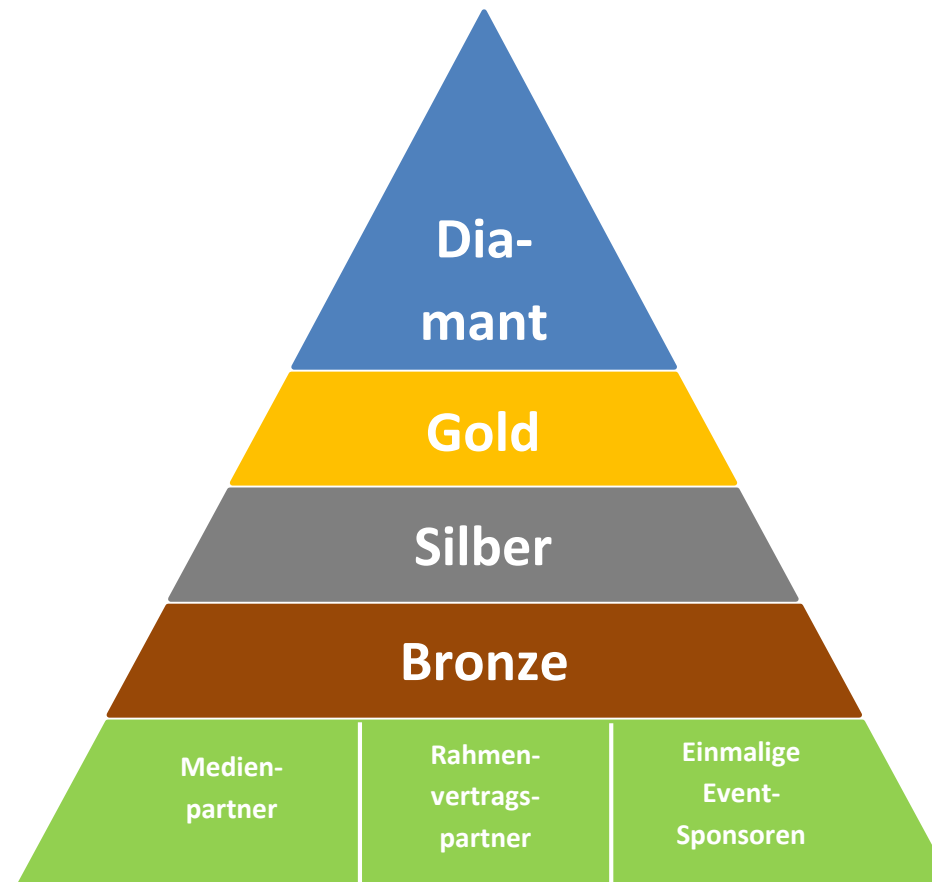 Dia-
mant
Gold
Silber
Bronze
Medien-
partner
Rahmen-
vertrags-
partner
Einmalige
Event-
Sponsoren